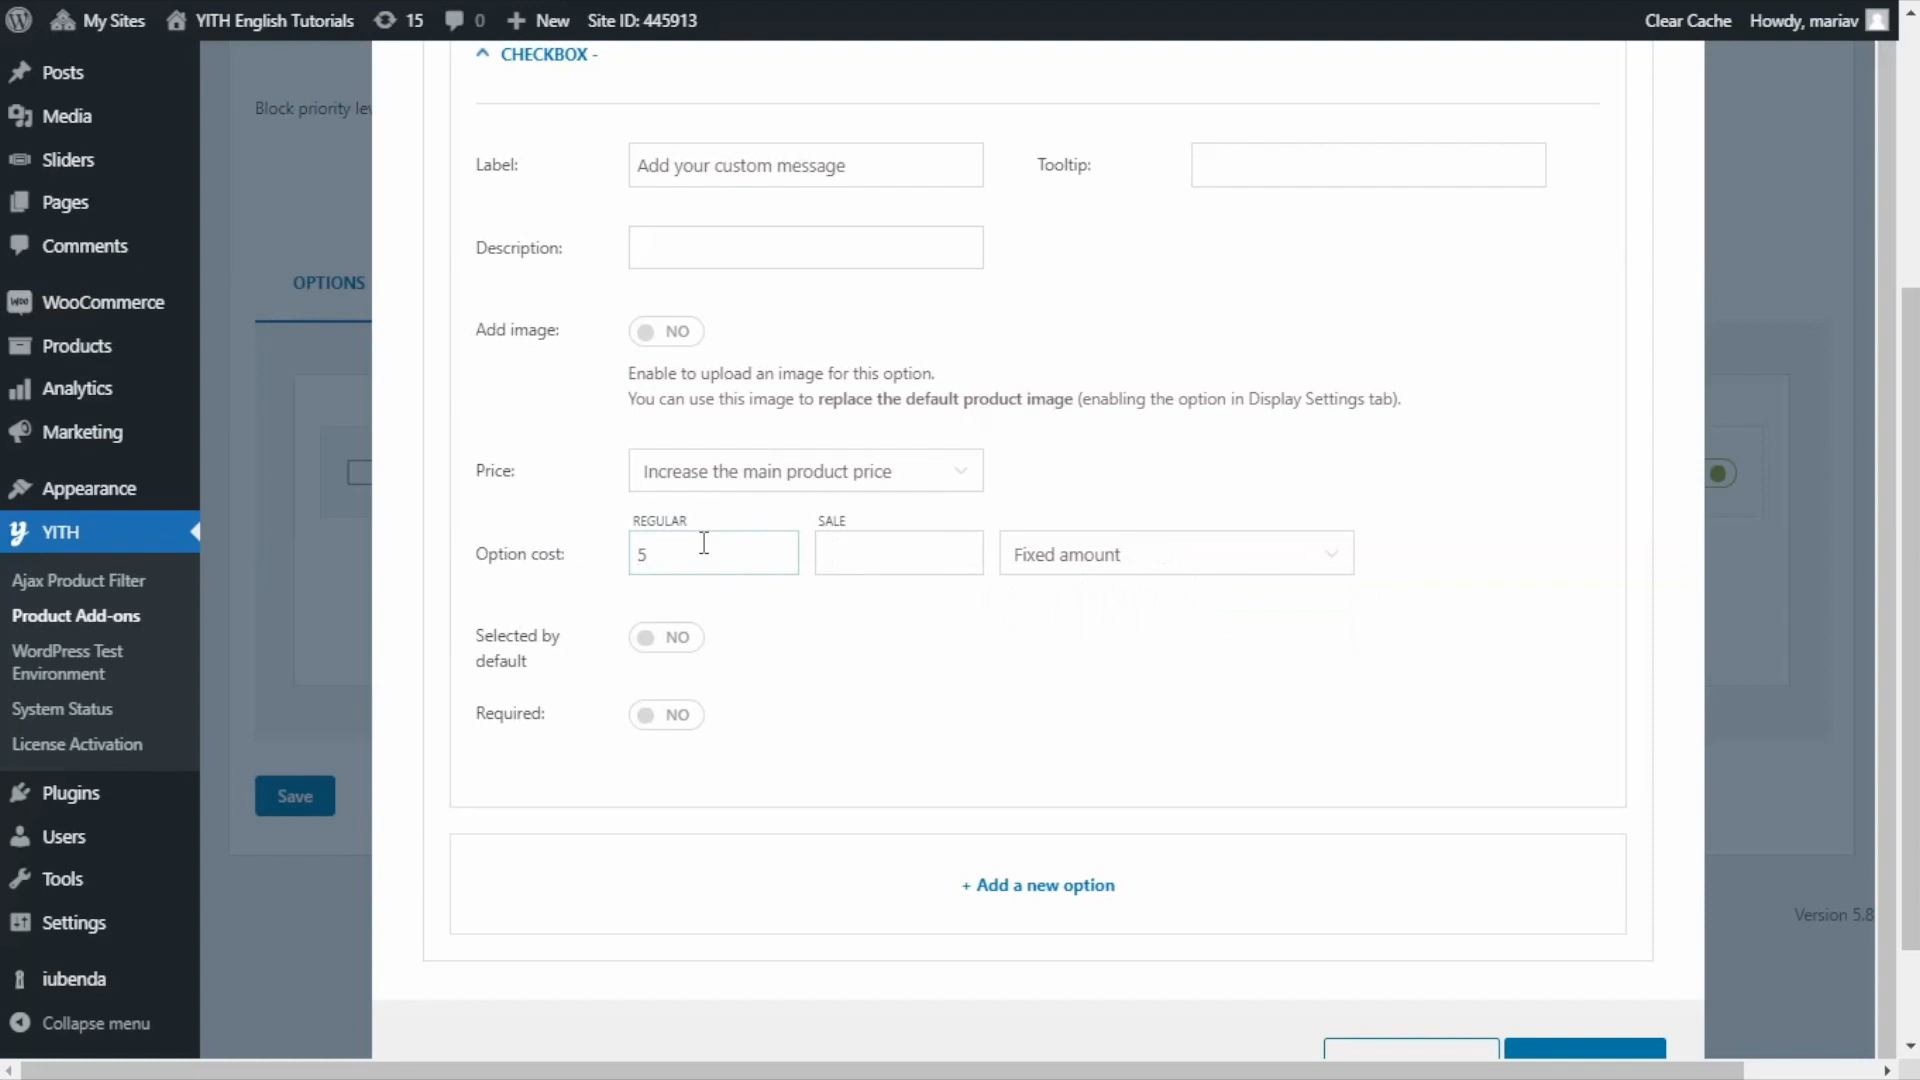 My Sites
YITH English Tutorials
15
0
New
Site ID: 445913
Clear Cache
Howdy, mariav
Posts
Media
Sliders
Pages
Comments
WooCommerce
Products
Analytics
Marketing
Appearance
YITH
Ajax Product Filter
Product Add-ons
WordPress Test
Environment
System Status
License Activation
Plugins
Users
Tools
Settings
iubenda
Collapse menu
Block priority lev
OPTIONS
Save
CHECKBOX -
Label:
Add your custom message
Tooltip:
Description:
Add image:
NO
Enable to upload an image for this option.
You can use this image to replace the default product image (enabling the option in Display Settings tab).
Price:
Increase the main product price
REGULAR
SALE
Option cost:
5
Fixed amount
Selected by
default
NO
Required:
NO
+ Add a new option
Version 5.8